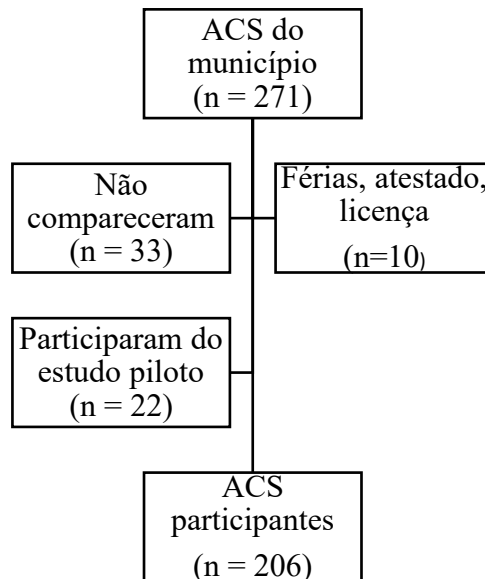 ACS do
município
(n = 271)
Não
compareceram
(n = 33)
Férias, atestado,
licença
(n=10)
Participaram do
estudo piloto
(n = 22)
ACS
participantes
(n = 206)